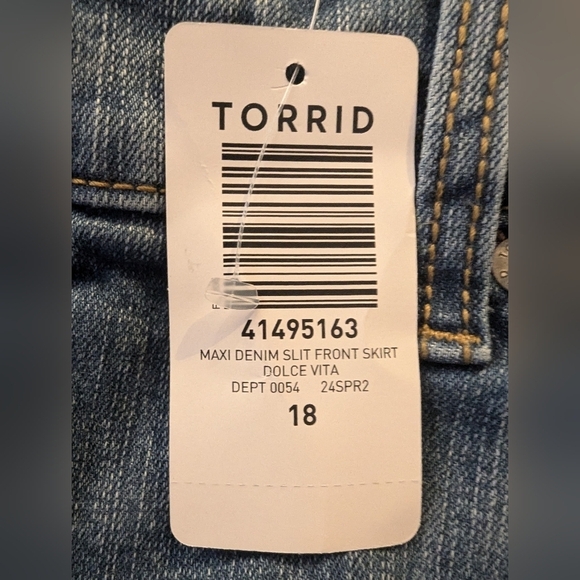 TORRID
41495163
MAXI DENIM SLIT FRONT SKIRT
DOLCE VITA
DEPT 0054 24SPR2
18